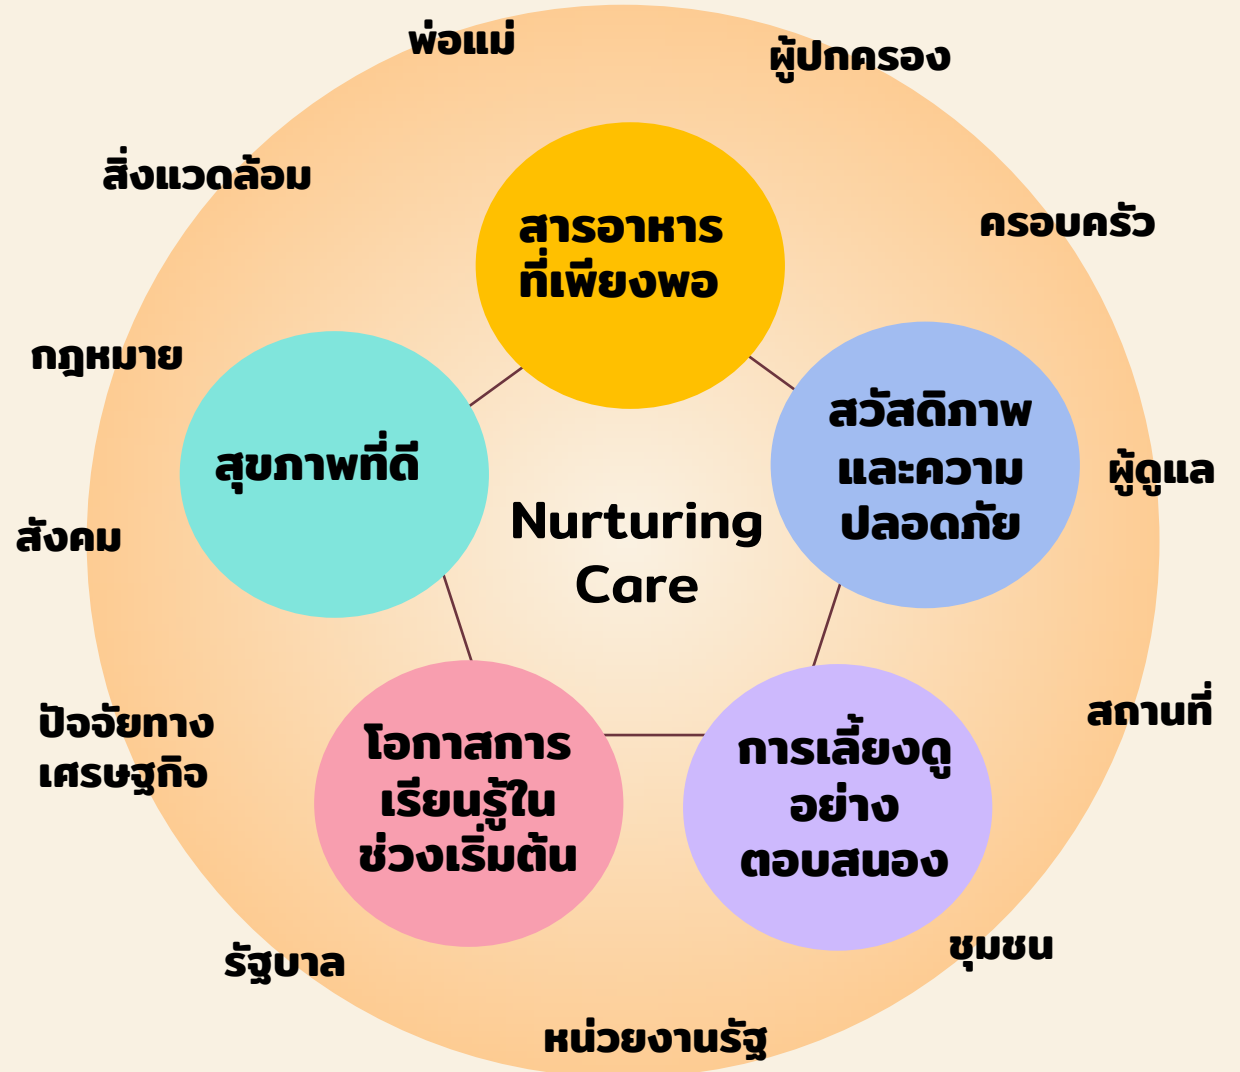 พ่อแม่
ผู้ปกครอง
สิ่งแวดล้อม
ครอบครัว
สารอาหาร
ที่เพียงพอ
กฎหมาย
สวัสดิภาพ
และความ
ปลอดภัย
สุขภาพที่ดี
ผู้ดูแล
สังคม
Nurturing
Care
ปัจจัยทาง
เศรษฐกิจ
สถานที่
โอกาสการ
เรียนรู้ใน
ช่วงเริ่มต้น
การเลี้ยงดู
อย่าง
ตอบสนอง
รัฐบาล
ชุมชน
หน่วยงานรัฐ